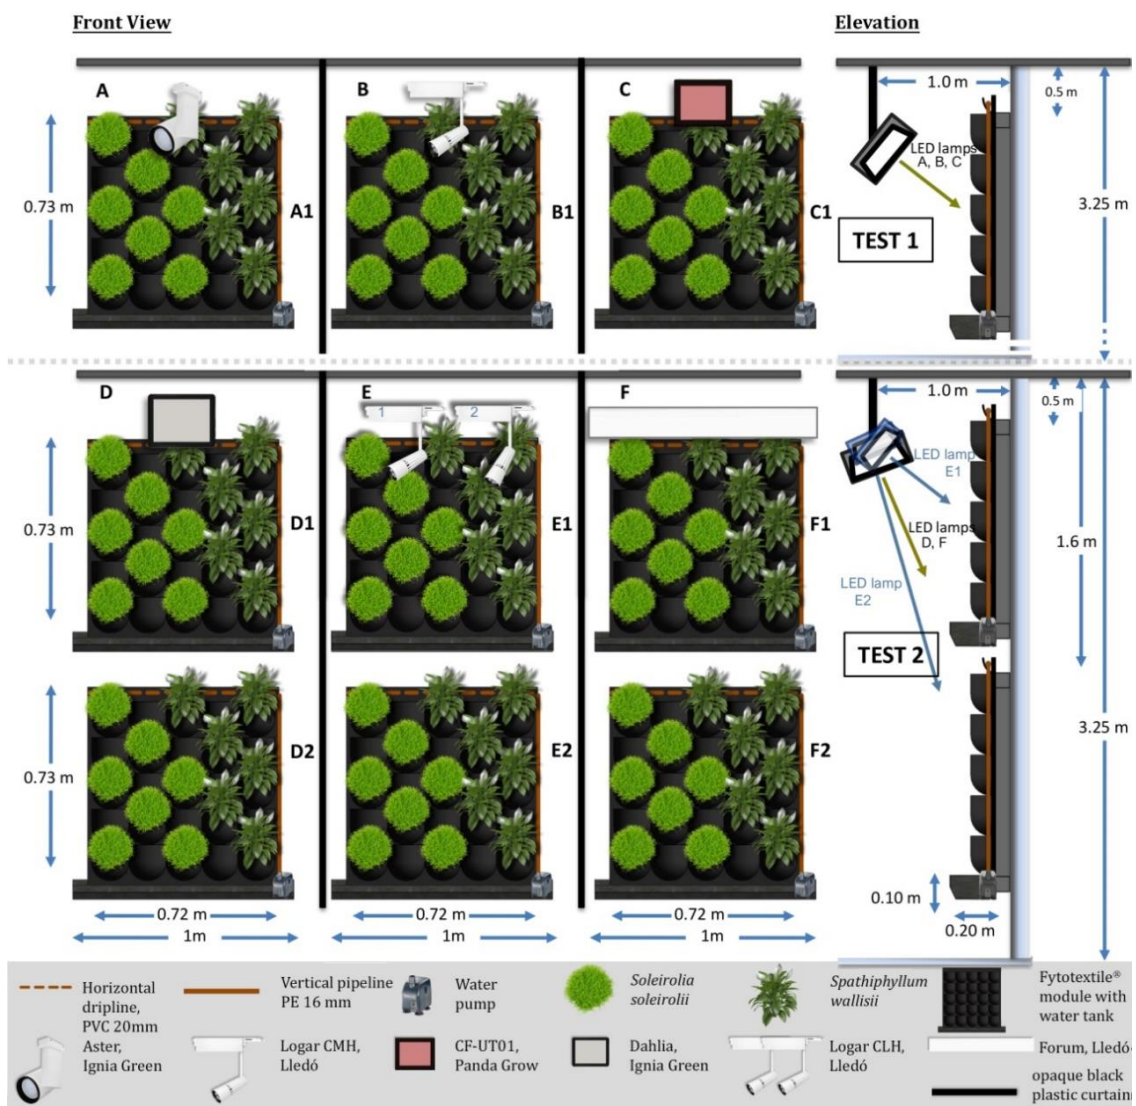 Front View
Elevation
A
B
C
0.73 m
A1
B1
C1
1.0 m
0.5 m
LED lamps
A, B, C
3.25 m
TEST 1
D
E
F
1
2
0.73 m
D1
E1
F1
1.0 m
0.5 m
LED lamp
E1
LED lamps
D, F
1.6 m
LED lamp
E2
TEST 2
0.73 m
D2
E2
F2
3.25 m
0.10 m
0.20 m
0.72 m
0.72 m
0.72 m
1m
1m
1m
Horizontal
dripline,
PVC 20mm
Vertical pipeline
PE 16 mm
Water
pump
Soleirolia
soleirolii
Spathiphyllum
wallisii
Fytotextile®
module with
water tank
Aster,
Ignia Green
Logar CMH,
Lledó
CF-UT01,
Panda Grow
Dahlia,
Ignia Green
Logar CLH,
Lledó
Forum, Lledó
opaque black
plastic curtain